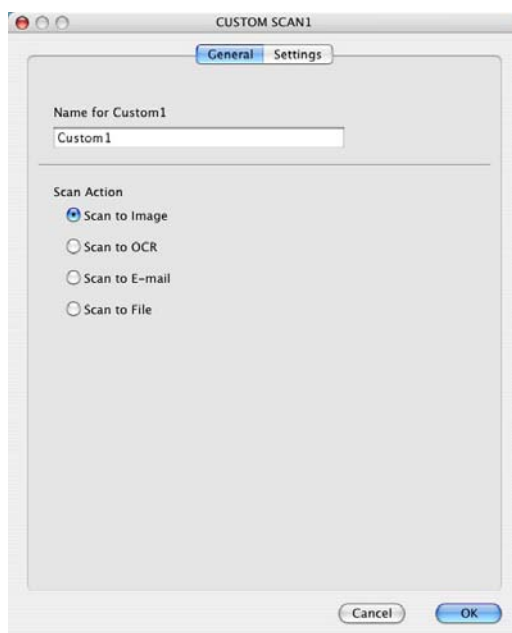 CUSTOM SCAN1
General Settings
Name for Custom1
Custom1
Scan Action
Scan to Image
Scan to OCR
Scan to E-mail
Scan to File
Cancel OK